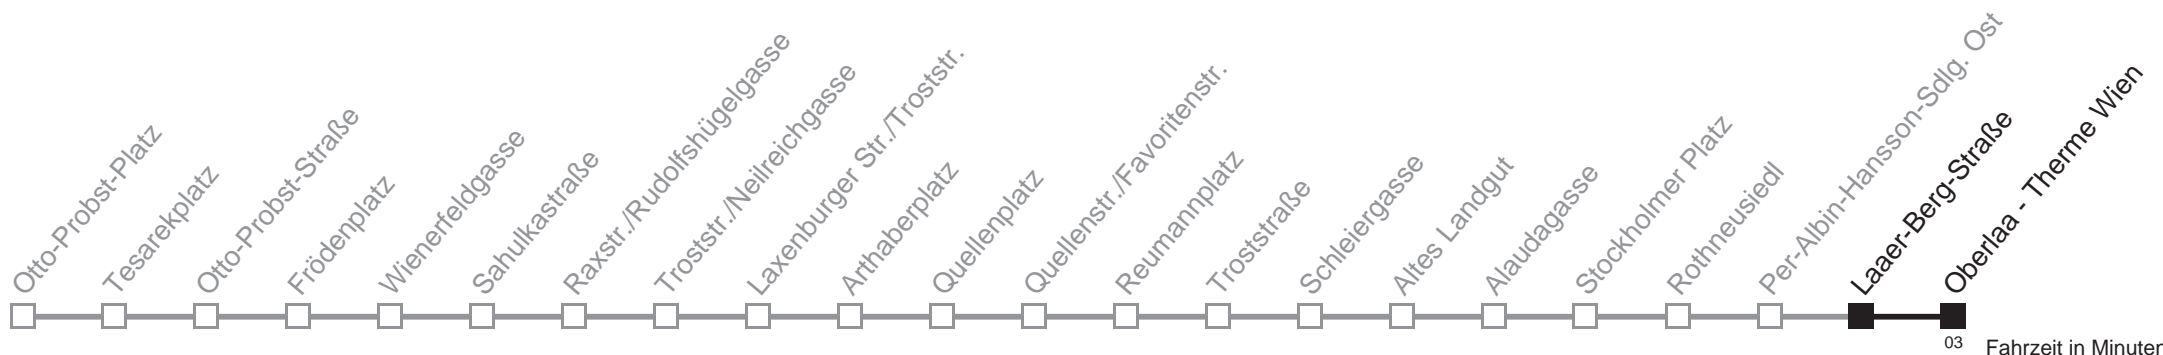 Otto-Probst-Platz
Tesarekplatz
Otto-Probst-Straße
Frödenplatz
Wienerfeldgasse
Sahulkastraße
Raxstr./Rudolfshügelgasse
Troststr./Neilreichgasse
Laxenburger Str./Troststr.
Arthaberplatz
Quellenplatz
Quellenstr./Favoritenstr.
Reumannplatz
Troststraße
Schleiergasse
Altes Landgut
Alaudagasse
Stockholmer Platz
Rothneusiedl
Per-Albin-Hansson-Sdlg. Ost
Laaer-Berg-Straße
Oberlaa - Therme Wien
03
Fahrzeit in Minuten